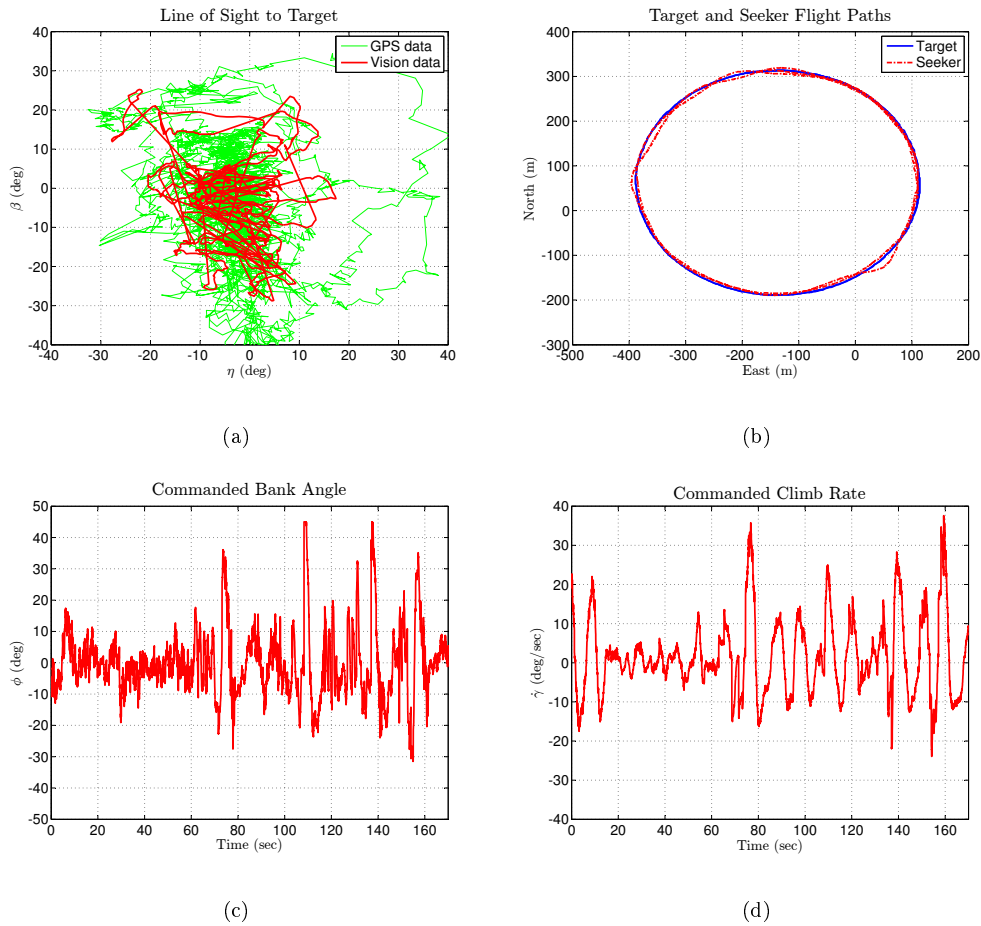 Line of Sight to Target
40
30
20
10
0
-10
-20
-30
-40
-40 -30 -20 -10 0 10 20 30 40
β (deg)
η (deg)
GPS data
Vision data
(a)
Target and Seeker Flight Paths
400
300
200
100
0
-100
-200
-300
-500 -400 -300 -200 -100 0 100 200
North (m)
East (m)
Target
Seeker
(b)
Commanded Bank Angle
50
40
30
20
10
0
-10
-20
-30
-40
-50
0 20 40 60 80 100 120 140 160
ϕ (deg)
Time (sec)
(c)
Commanded Climb Rate
40
30
20
10
0
-10
-20
-30
-40
0 20 40 60 80 100 120 140 160
γ̇ (deg/sec)
Time (sec)
(d)